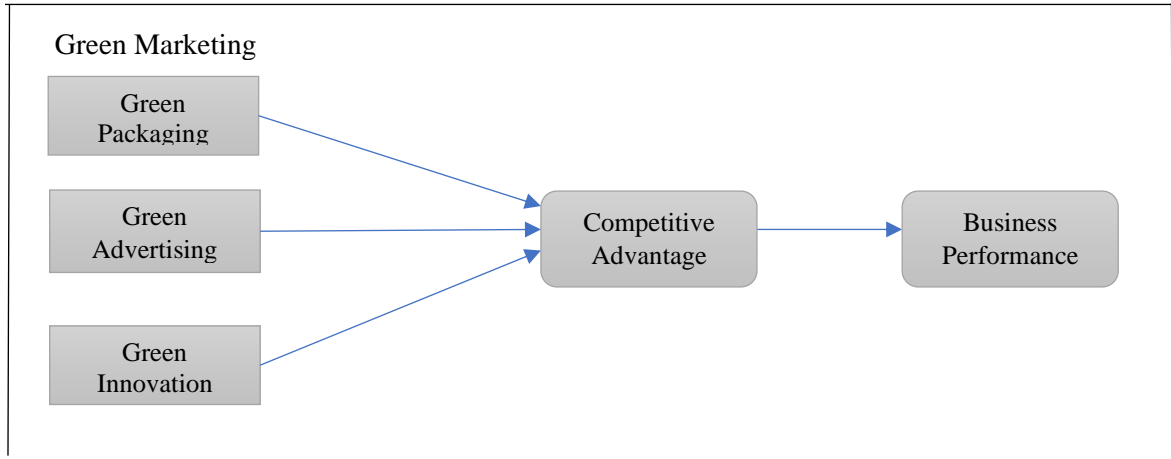 Green Marketing
Green
Packaging
Green
Advertising
Green
Innovation
Competitive
Advantage
Business
Performance